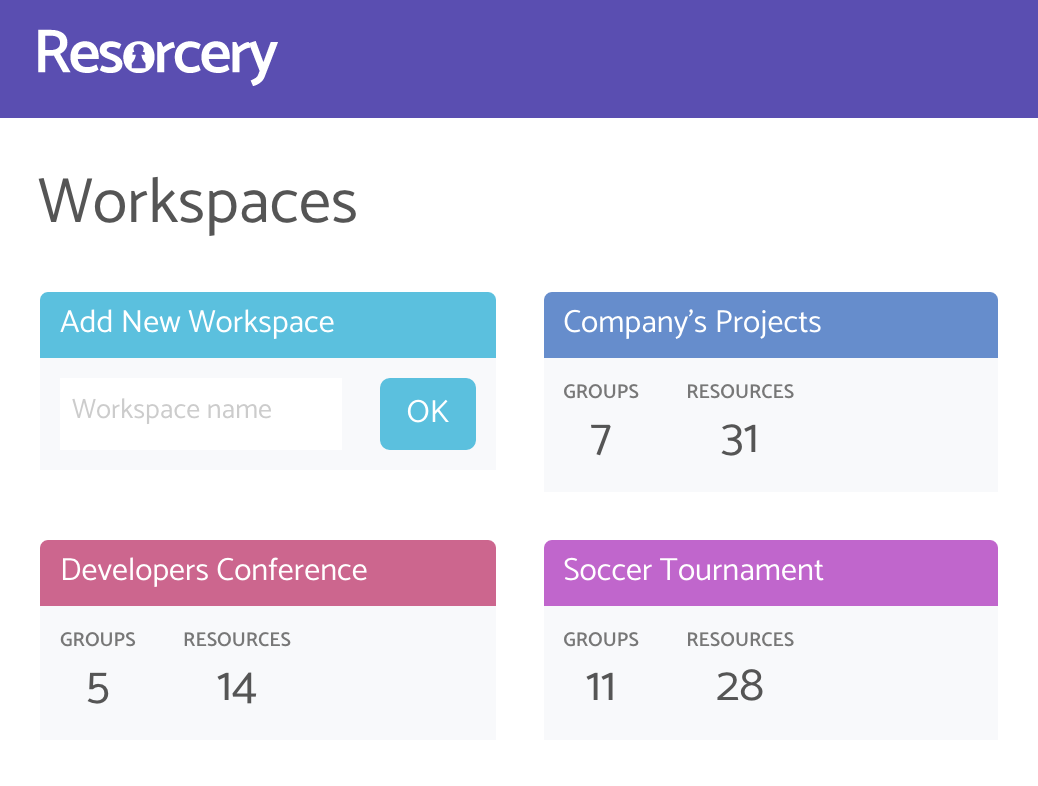 Resorcery
Workspaces
Add New Workspace
Workspace name
OK
Company’s Projects
GROUPS RESOURCES
7 31
Developers Conference
GROUPS RESOURCES
5 14
Soccer Tournament
GROUPS RESOURCES
11 28